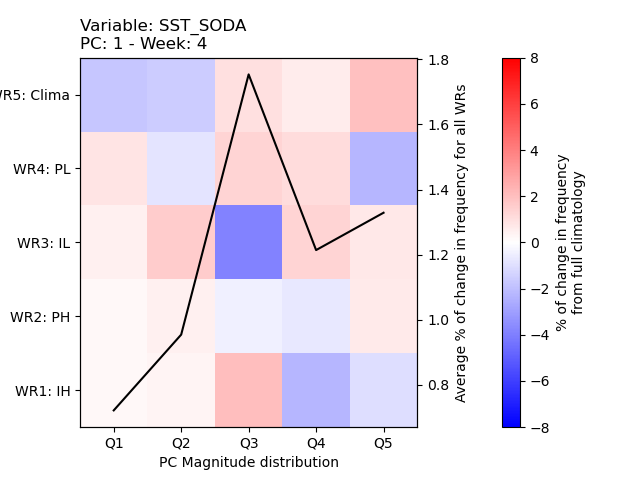 Variable: SST_SODA
PC: 1 - Week: 4
WR5: Clima
WR4: PL
WR3: IL
WR2: PH
WR1: IH
Q1 Q2 Q3 Q4 Q5
PC Magnitude distribution
1.8
1.6
1.4
1.2
1.0
0.8
Average % of change in frequency for all WRs
8
6
4
2
0
−2
−4
−6
−8
% of change in frequency
from full climatology